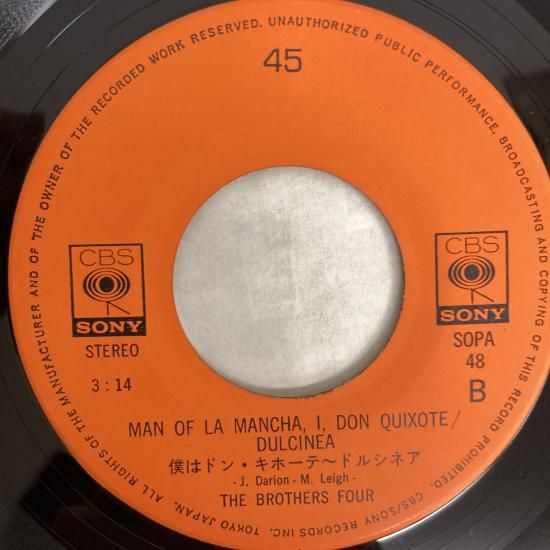 ALL RIGHTS OF THE MANUFACTURER AND OF THE OWNER OF THE RECORDED WORK RESERVED. UNAUTHORIZED PUBLIC PERFORMANCE, BROADCASTING AND COPYING OF THIS RECORD PROHIBITED. CBS/SONY RECORDS INC. TOKYO JAPAN.
45
CBS
SONY
STEREO
3:14
CBS
SONY
SOPA
48
B
MAN OF LA MANCHA, I, DON QUIXOTE/
DULCINEA
僕はドン・キホーテ〜ドルシネア
- J. Darion - M. Leigh -
THE BROTHERS FOUR